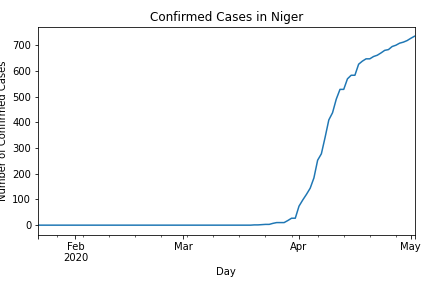 Confirmed Cases in Niger
Number of Confirmed Cases
700
600
500
400
300
200
100
0
Feb
2020
Mar
Apr
May
Day